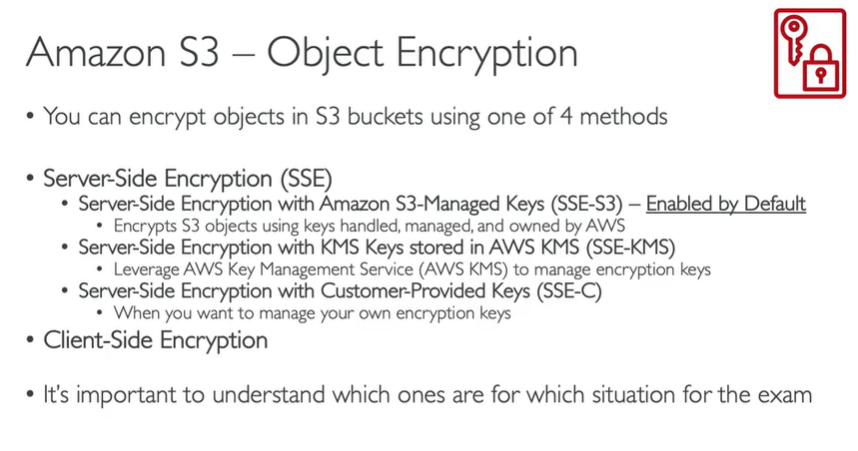 Amazon S3 – Object Encryption
• You can encrypt objects in S3 buckets using one of 4 methods
• Server-Side Encryption (SSE)
• Server-Side Encryption with Amazon S3-Managed Keys (SSE-S3) – Enabled by Default
• Encrypts S3 objects using keys handled, managed, and owned by AWS
• Server-Side Encryption with KMS Keys stored in AWS KMS (SSE-KMS)
• Leverage AWS Key Management Service (AWS KMS) to manage encryption keys
• Server-Side Encryption with Customer-Provided Keys (SSE-C)
• When you want to manage your own encryption keys
• Client-Side Encryption
• It's important to understand which ones are for which situation for the exam